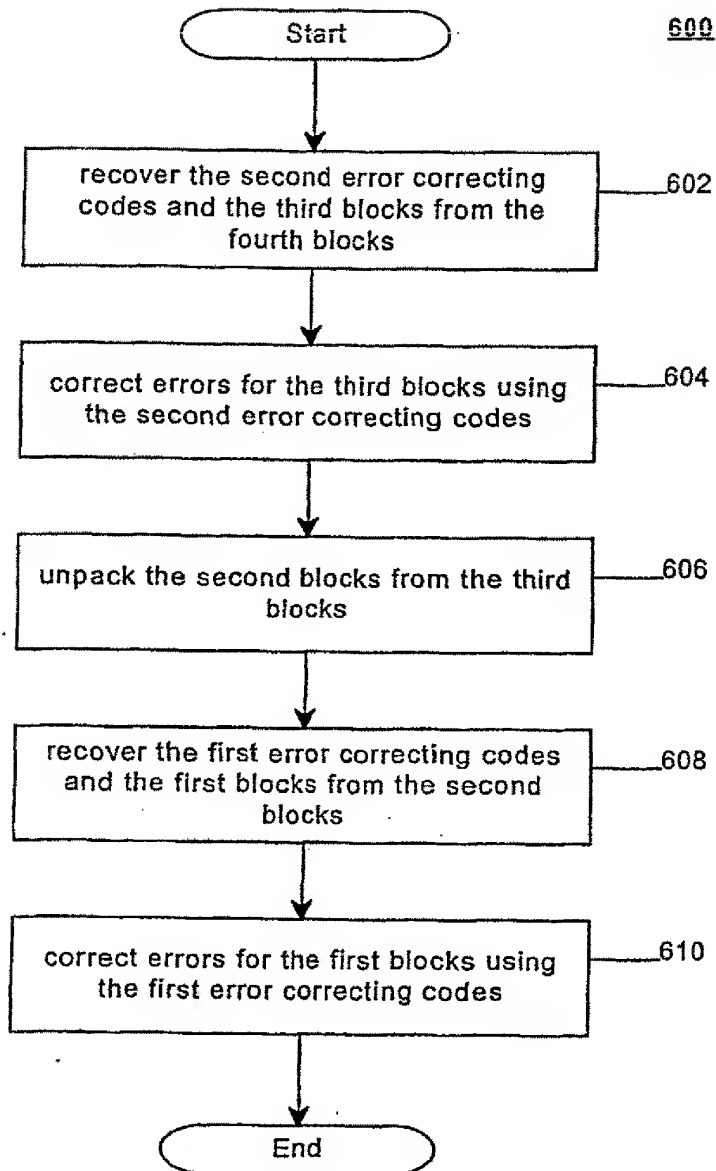 Start
600
recover the second error correcting
codes and the third blocks from the
fourth blocks
602
correct errors for the third blocks using
the second error correcting codes
604
unpack the second blocks from the third
blocks
606
recover the first error correcting codes
and the first blocks from the second
blocks
608
correct errors for the first blocks using
the first error correcting codes
610
End